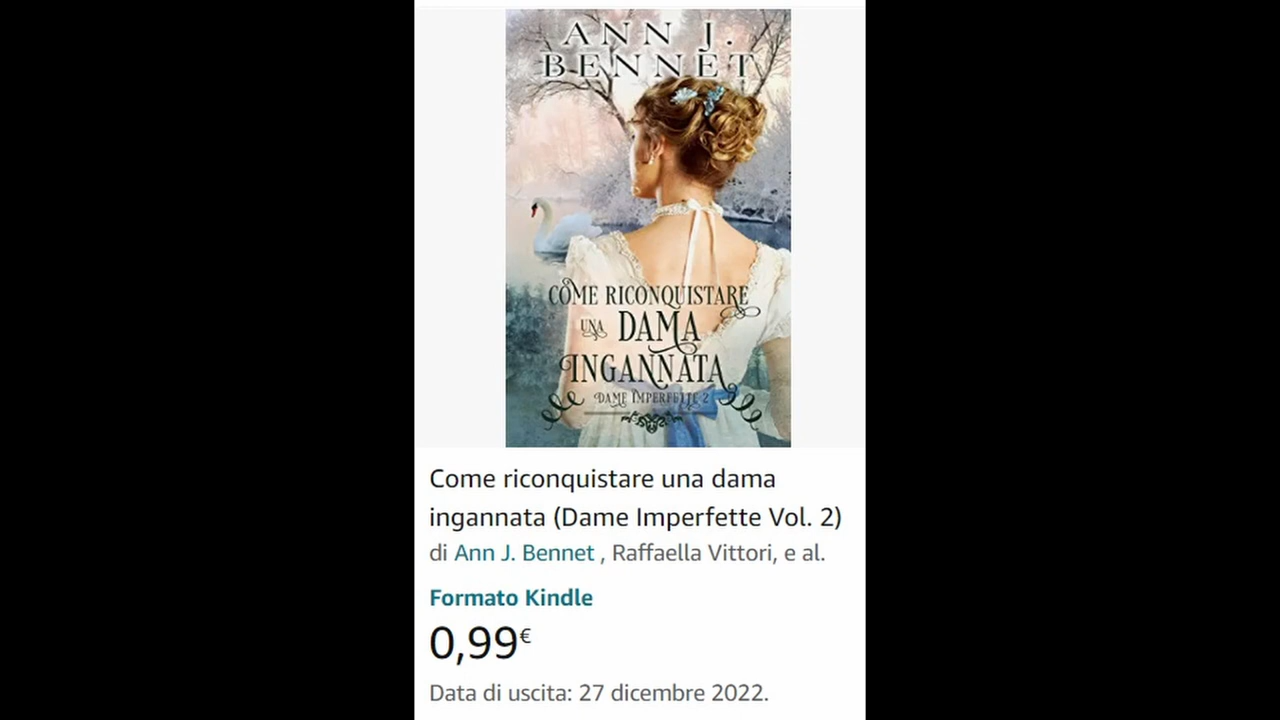 ANN J.
BENNET
COME RICONQUISTARE
UNA DAMA
INGANNATA
DAME IMPERFETTE 2
Come riconquistare una dama
ingannata (Dame Imperfette Vol. 2)
di Ann J. Bennet , Raffaella Vittori, e al.
Formato Kindle
0,99€
Data di uscita: 27 dicembre 2022.